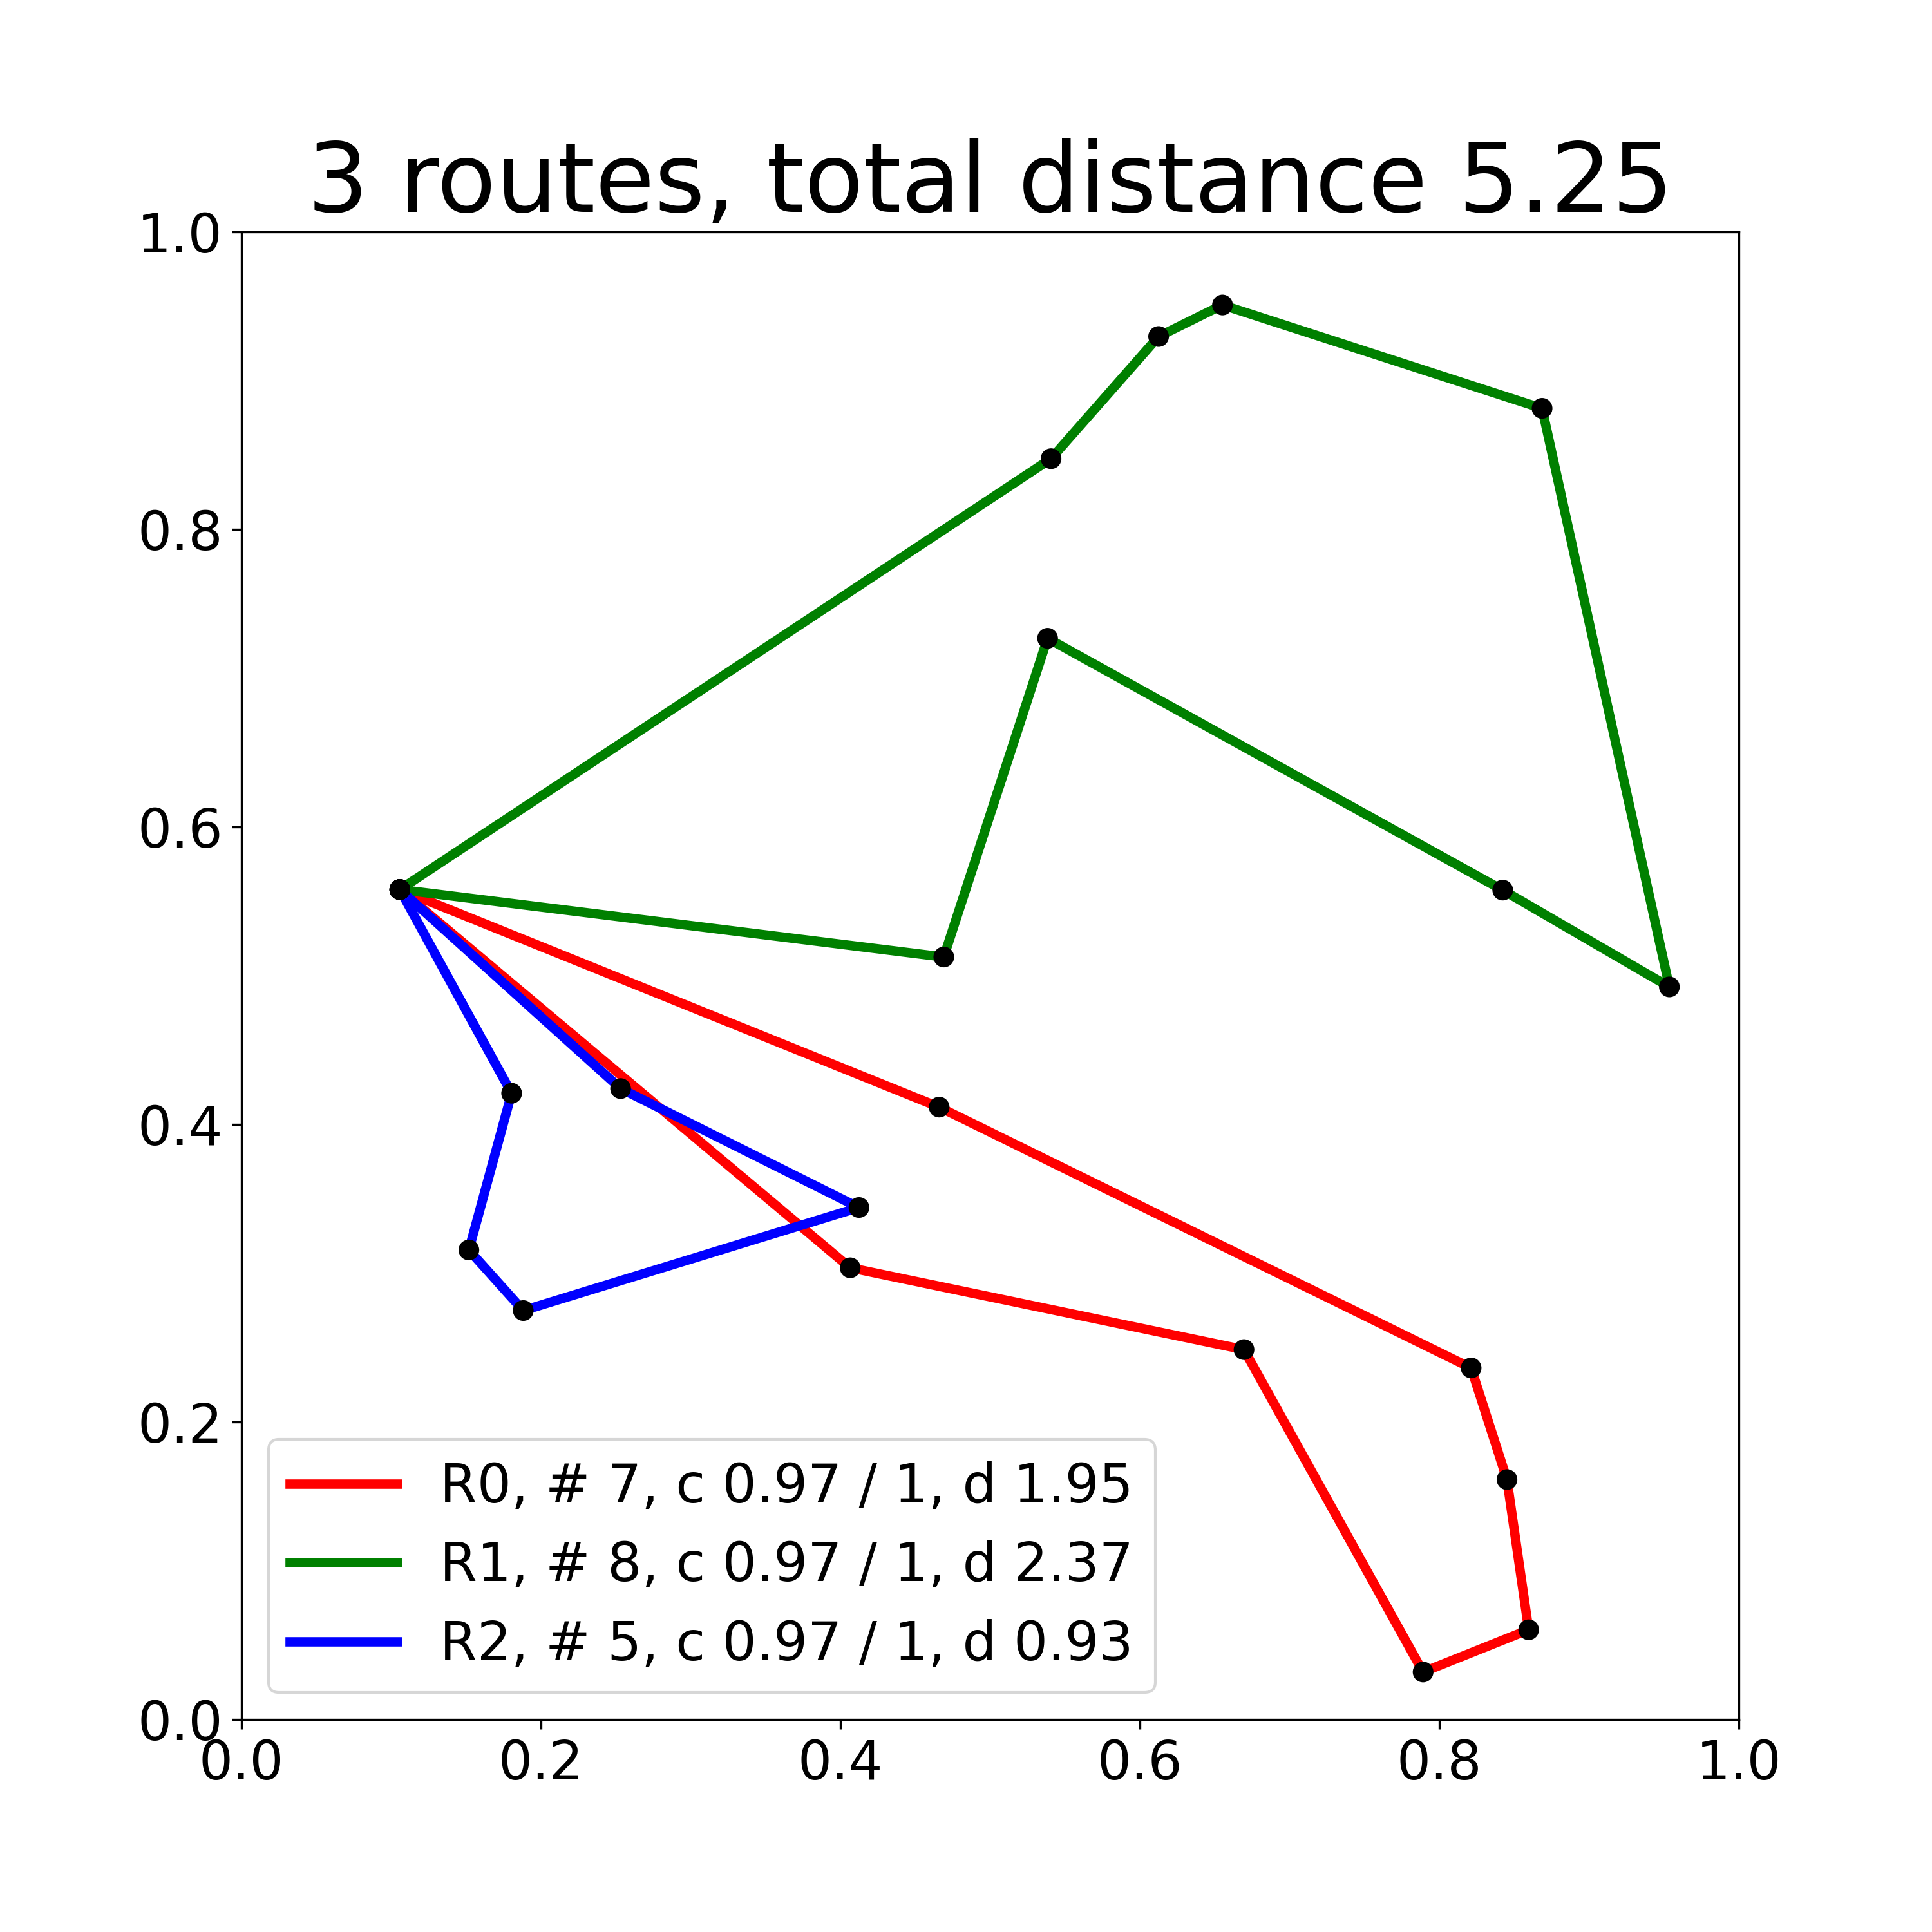 3 routes, total distance 5.25
1.0
0.8
0.6
0.4
0.2
0.0
R0, # 7, c 0.97 / 1, d 1.95
R1, # 8, c 0.97 / 1, d 2.37
R2, # 5, c 0.97 / 1, d 0.93
0.0 0.2 0.4 0.6 0.8 1.0